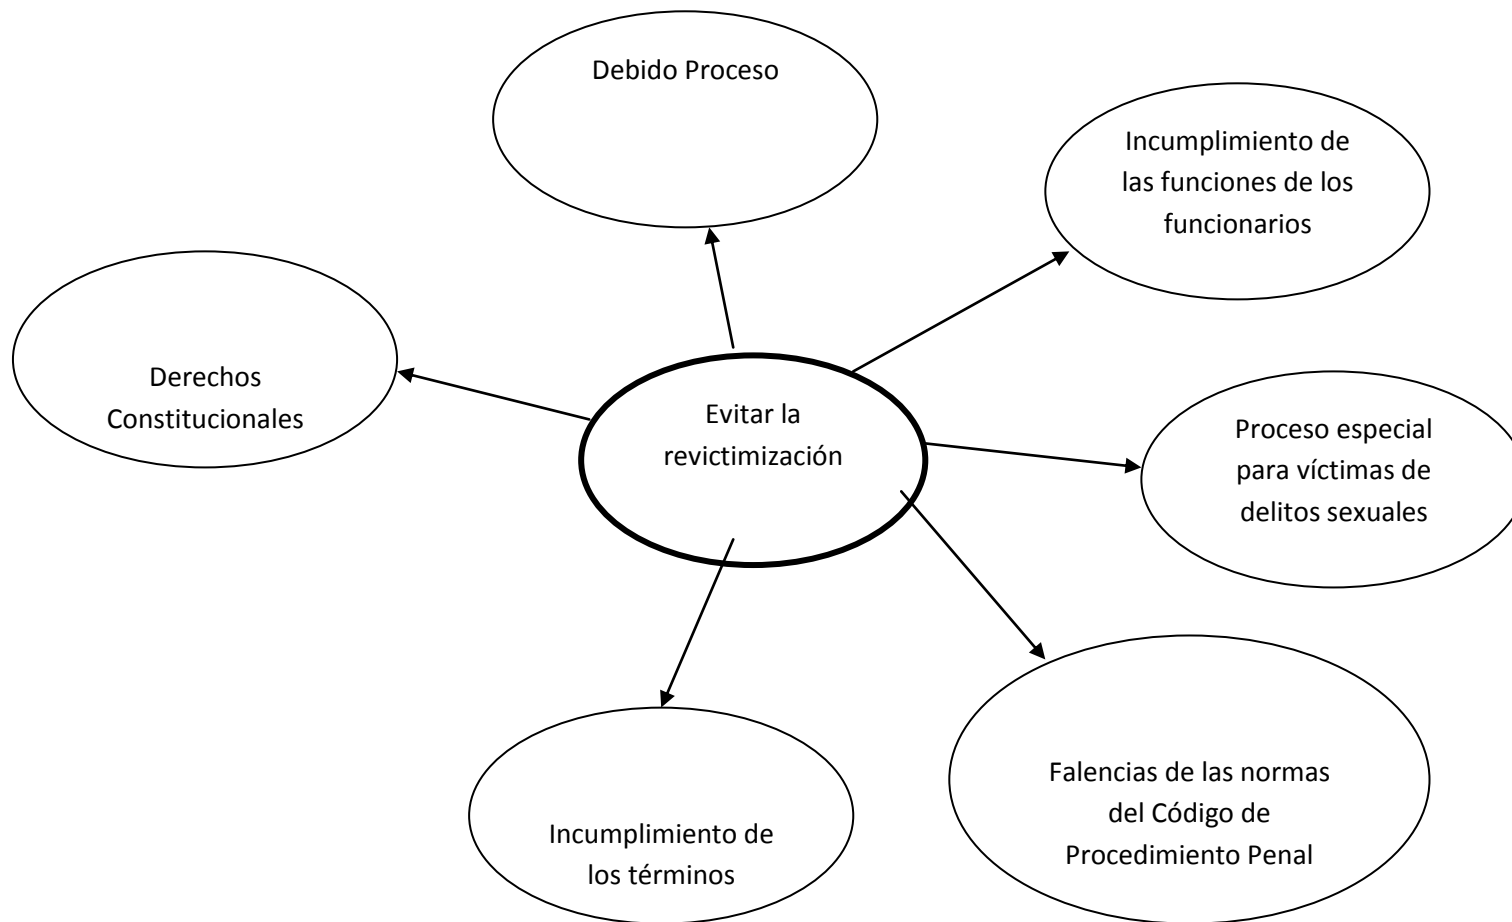 Debido Proceso
Incumplimiento de
las funciones de los
funcionarios
Derechos
Constitucionales
Evitar la
revictimización
Proceso especial
para víctimas de
delitos sexuales
Falencias de las normas
del Código de
Procedimiento Penal
Incumplimiento de
los términos